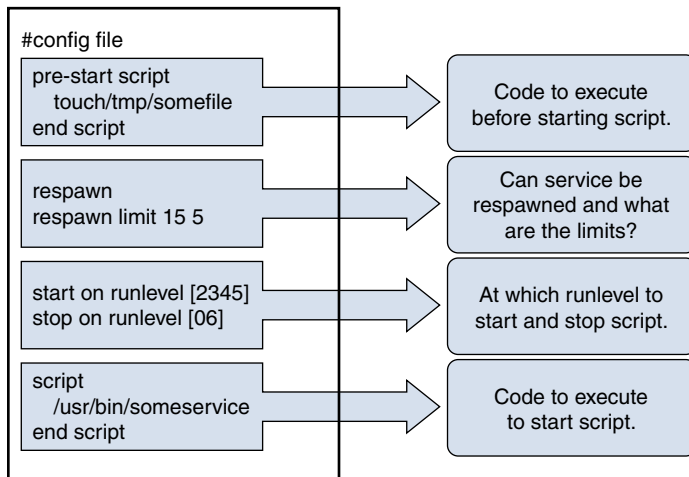 #config file
pre-start script
touch/tmp/somefile
end script
Code to execute
before starting script.
respawn
respawn limit 15 5
Can service be
respawned and what
are the limits?
start on runlevel [2345]
stop on runlevel [06]
At which runlevel to
start and stop script.
script
/usr/bin/someservice
end script
Code to execute
to start script.